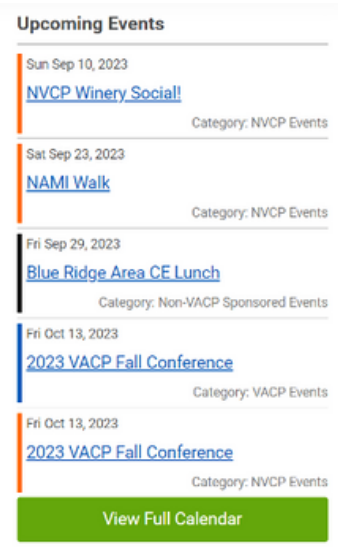 Upcoming Events
Sun Sep 10, 2023
NVCP Winery Social!
Category: NVCP Events
Sat Sep 23, 2023
NAMI Walk
Category: NVCP Events
Fri Sep 29, 2023
Blue Ridge Area CE Lunch
Category: Non-VACP Sponsored Events
Fri Oct 13, 2023
2023 VACP Fall Conference
Category: VACP Events
Fri Oct 13, 2023
2023 VACP Fall Conference
Category: NVCP Events
View Full Calendar